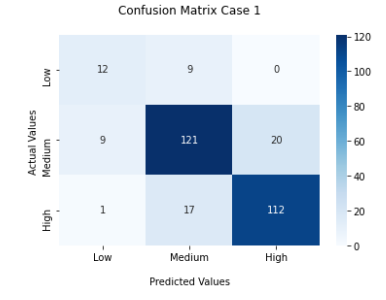 Confusion Matrix Case 1
Actual Values
Low
Medium
High
12 9 0
9 121 20
1 17 112
Low Medium High
Predicted Values
120
100
80
60
40
20
0